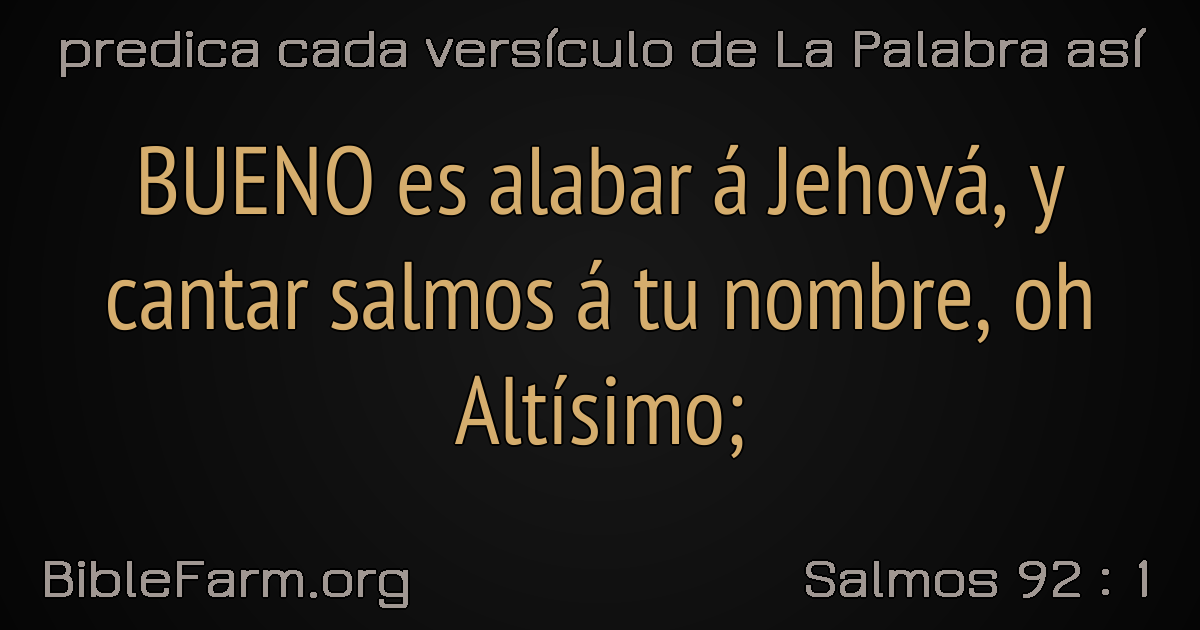 predica cada versículo de La Palabra así
BUENO es alabar á Jehová, y
cantar salmos á tu nombre, oh
Altísimo;
BibleFarm.org
Salmos 92 : 1